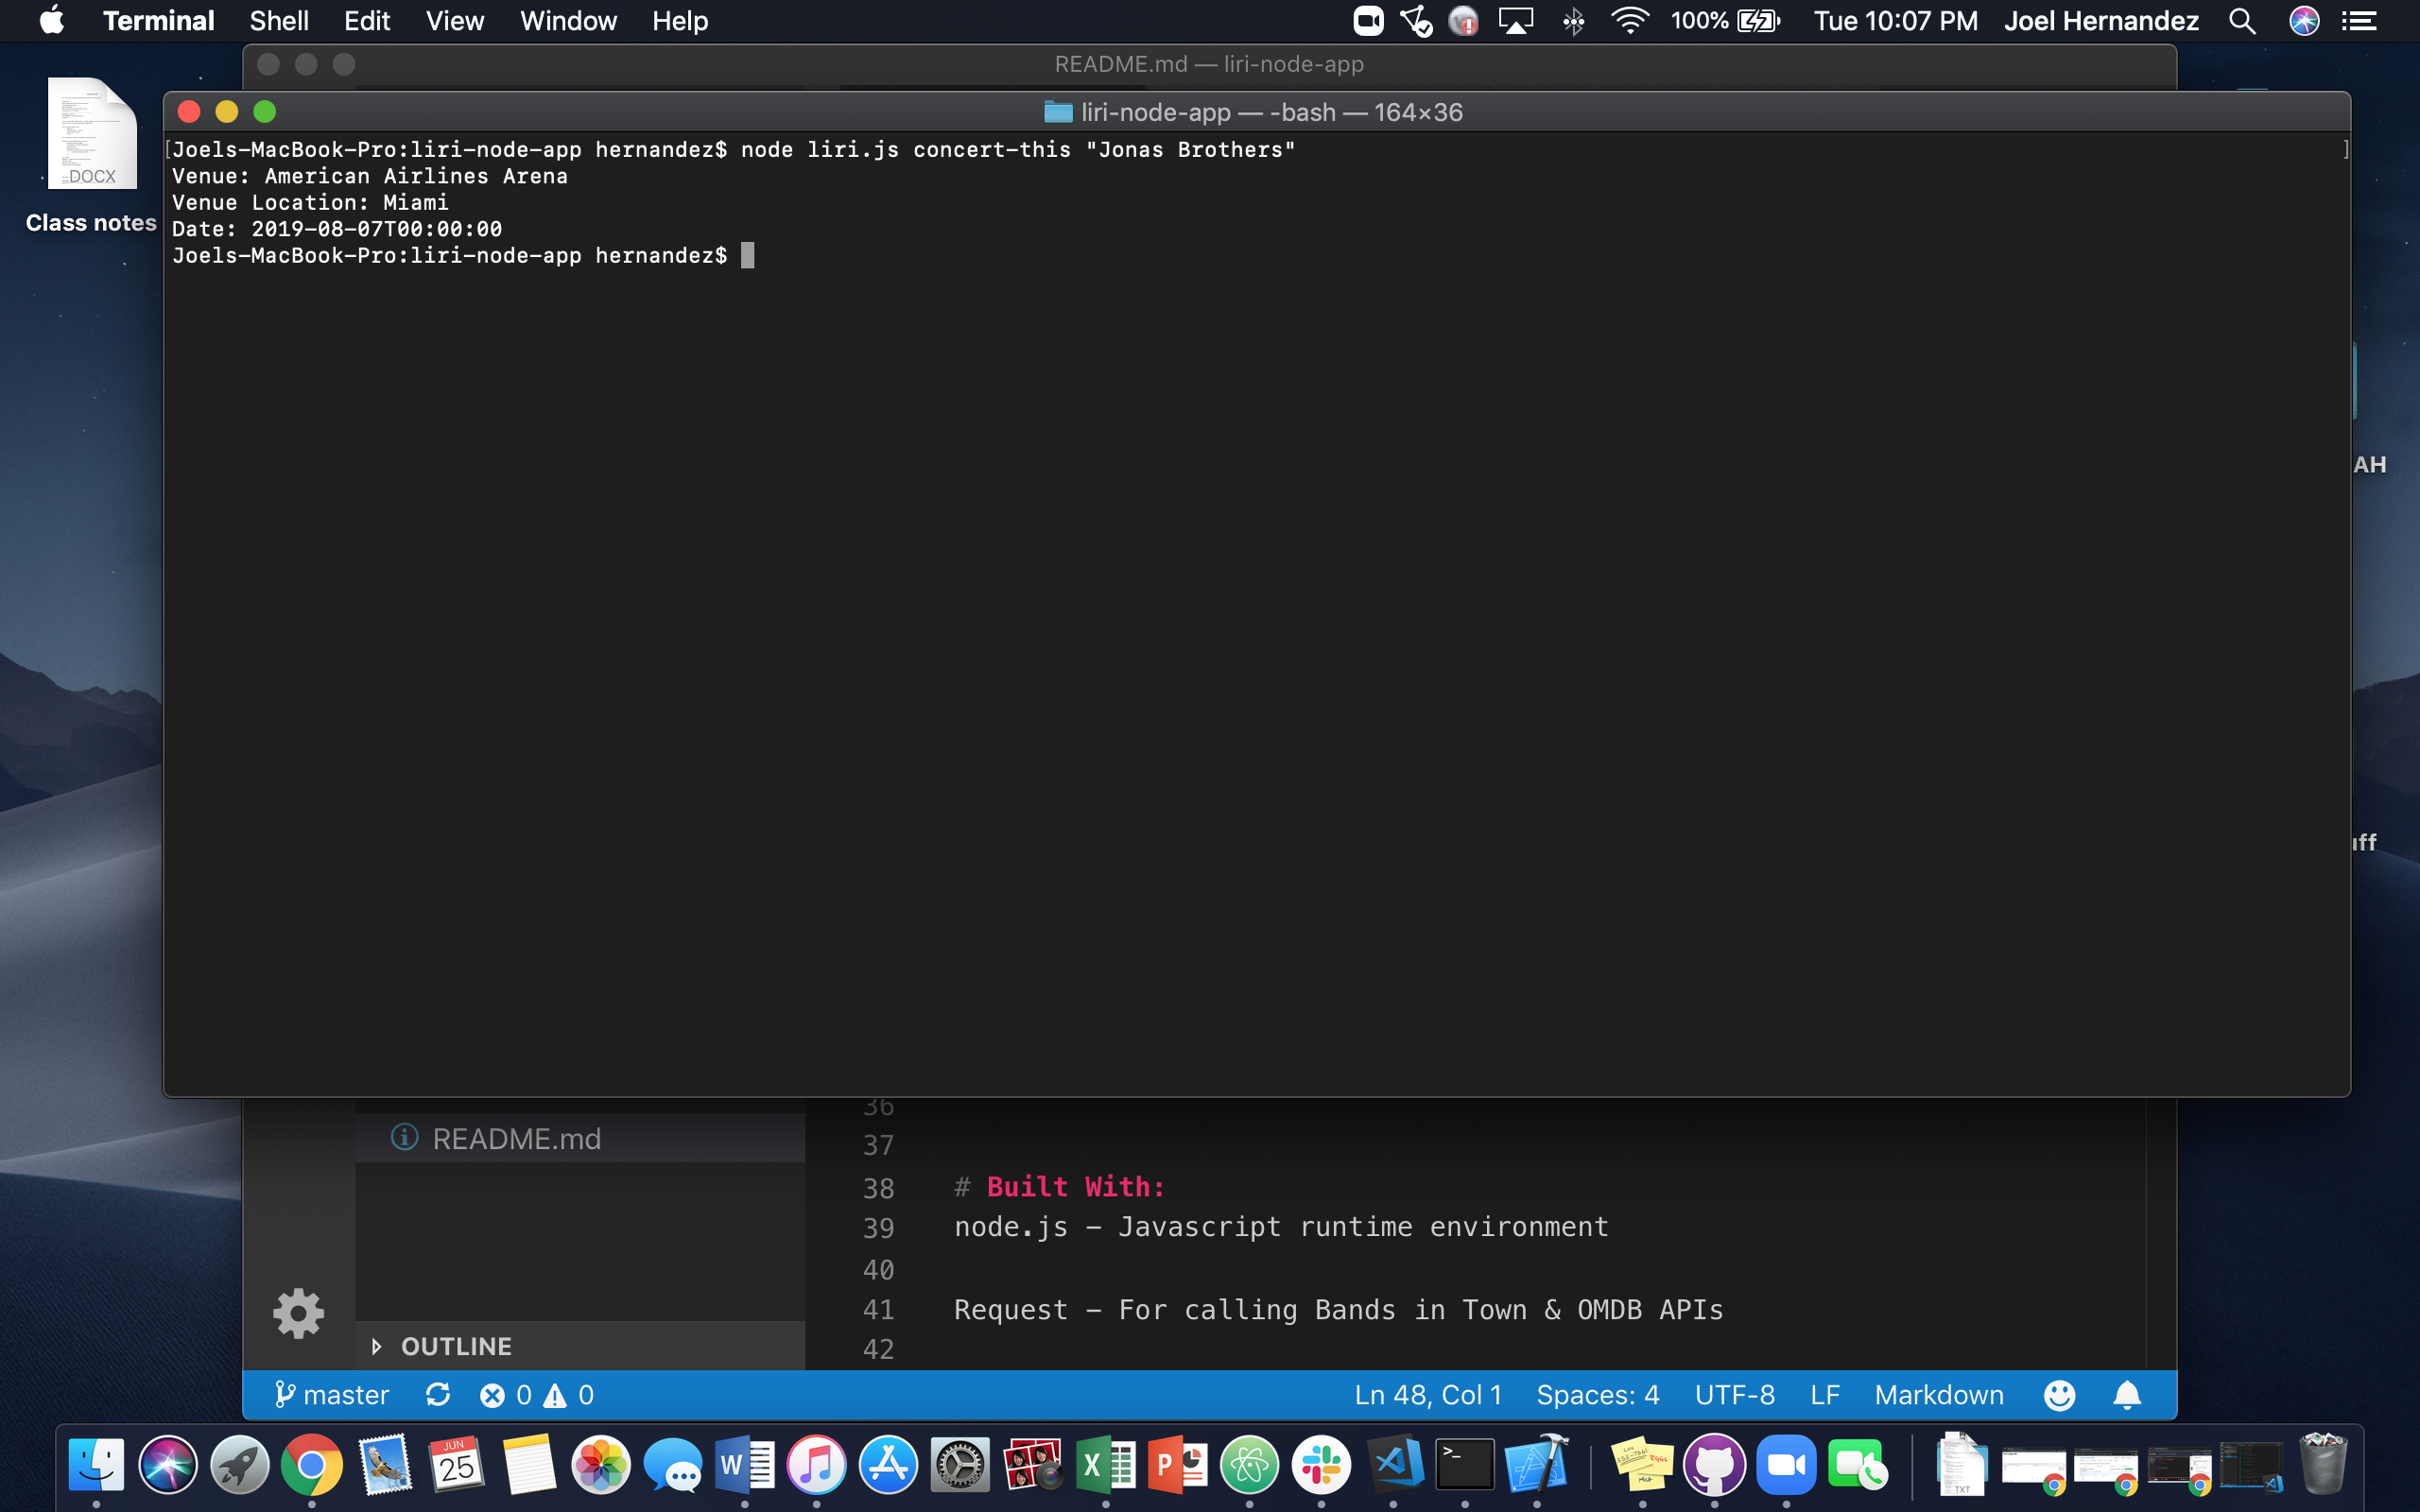 Terminal Shell Edit View Window Help 100% Tue 10:07 PM Joel Hernandez
README.md — liri-node-app
liri-node-app — -bash — 164×36
[Joels-MacBook-Pro:liri-node-app hernandez$ node liri.js concert-this "Jonas Brothers" ]
Venue: American Airlines Arena
Venue Location: Miami
Date: 2019-08-07T00:00:00
Joels-MacBook-Pro:liri-node-app hernandez$
DOCX
Class notes
AH
uff
README.md
OUTLINE
36
37
38 # Built With:
39 node.js – Javascript runtime environment
40
41 Request – For calling Bands in Town & OMDB APIs
42
master 0 0 Ln 48, Col 1 Spaces: 4 UTF-8 LF Markdown
JUN
25
TXT